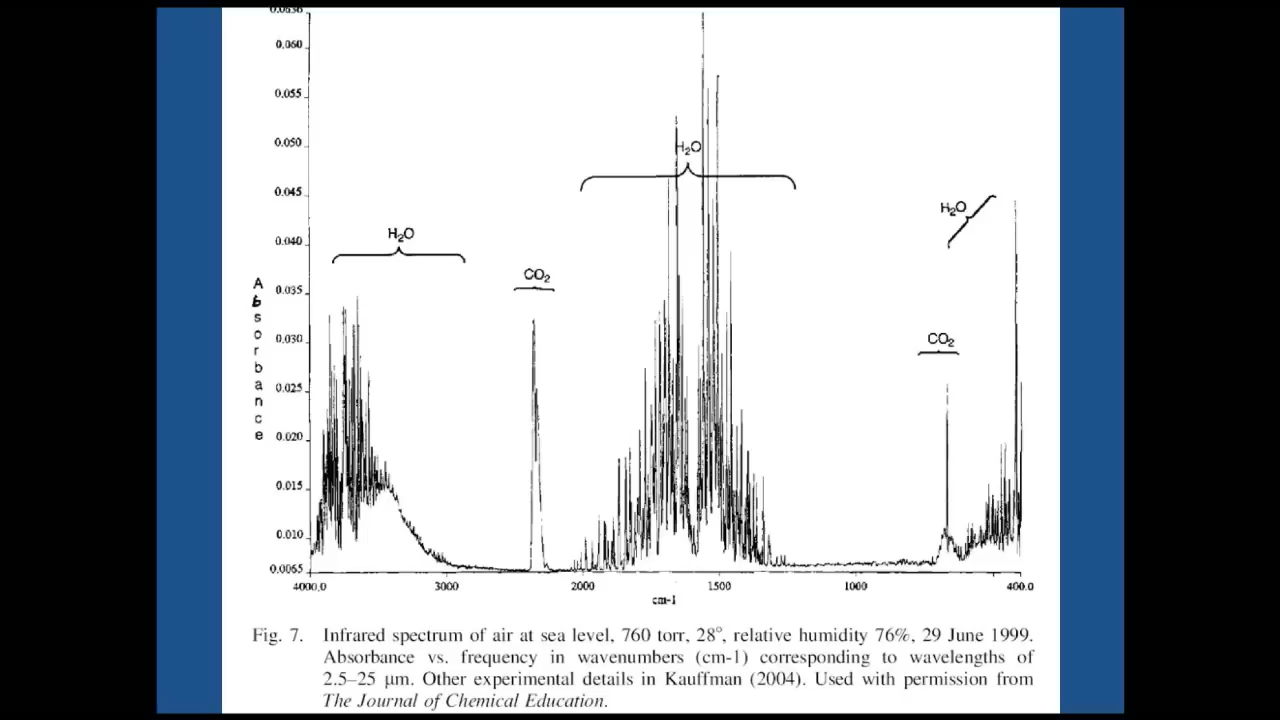 0.0636
0.060
0.055
0.050
0.045
0.040
0.035
0.030
0.025
0.020
0.015
0.010
0.0065
Absorbance
H₂O
CO₂
H₂O
H₂O
CO₂
4000.0
3000
2000
1500
1000
400.0
cm-1
Fig. 7. Infrared spectrum of air at sea level, 760 torr, 28°, relative humidity 76%, 29 June 1999.
Absorbance vs. frequency in wavenumbers (cm-1) corresponding to wavelengths of
2.5–25 μm. Other experimental details in Kauffman (2004). Used with permission from
The Journal of Chemical Education.